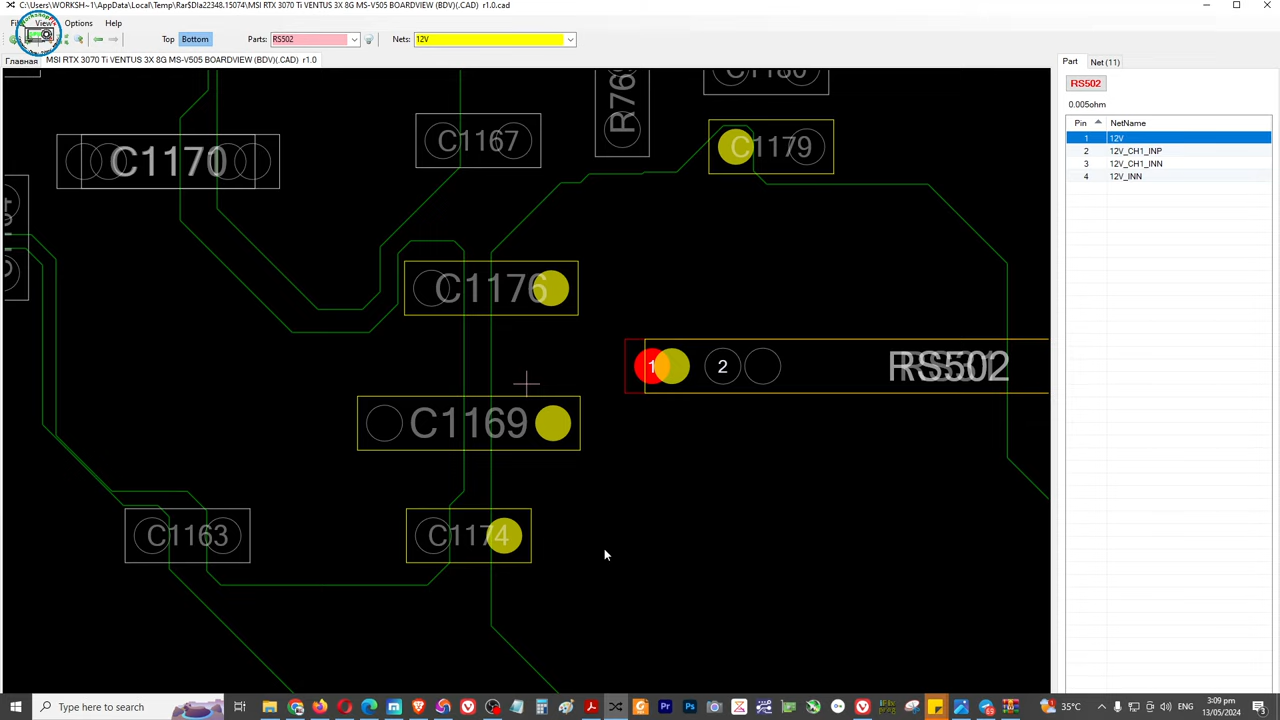 C:\Users\WORKSH~1\AppData\Local\Temp\Rar$DIa22348.15074\MSI RTX 3070 Ti VENTUS 3X 8G MS-V505 BOARDVIEW (BDV)(.CAD) r1.0.cad
View Options Help
Top Bottom Parts: RS502 Nets: 12V
Главная MSI RTX 3070 Ti VENTUS 3X 8G MS-V505 BOARDVIEW (BDV)(.CAD) r1.0
Part Net (11)
RS502
0.005ohm
Pin NetName
1 12V
2 12V_CH1_INP
3 12V_CH1_INN
4 12V_INN
C1180
R76
C1167
C1179
C1170
C1176
1 2 RS502
C1169
C1163
C1174
Type here to search
35°C
ENG
3:09 pm
13/05/2024